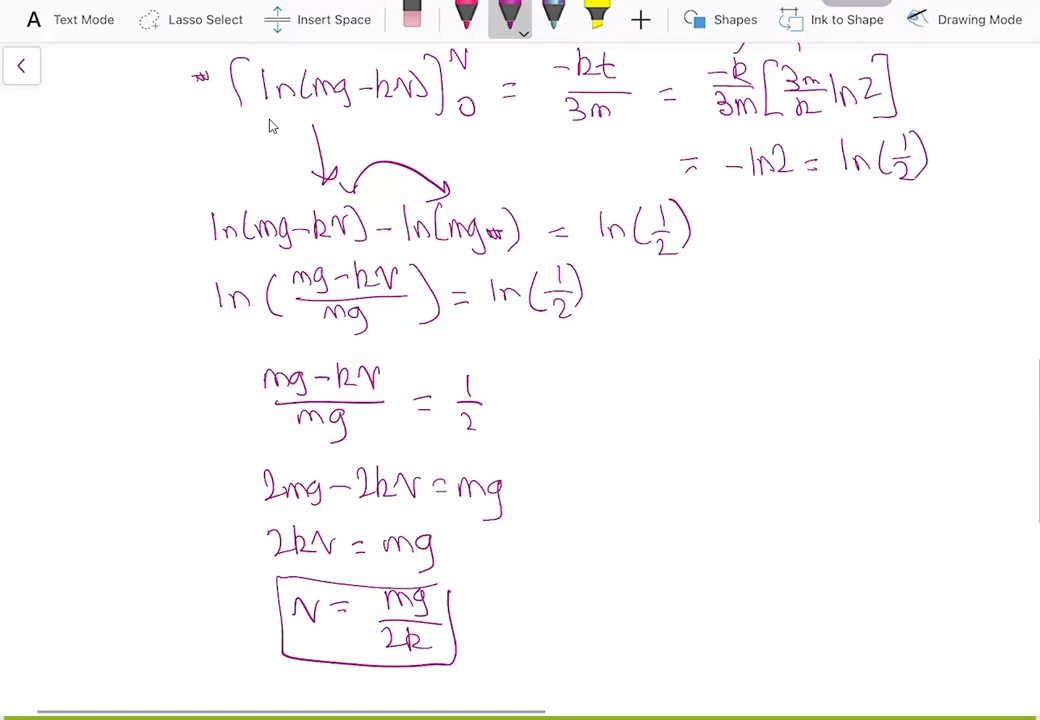 A Text Mode Lasso Select Insert Space Shapes Ink to Shape Drawing Mode
[ln(mg-kv)]₀ᵛ = -kt/3m = -k/3m [3m/k ln2]
= -ln2 = ln(1/2)
ln(mg-kv) - ln(mg) = ln(1/2)
ln(mg-kv/mg) = ln(1/2)
mg-kv/mg = 1/2
2mg-2kv = mg
2kv = mg
v = mg/2k